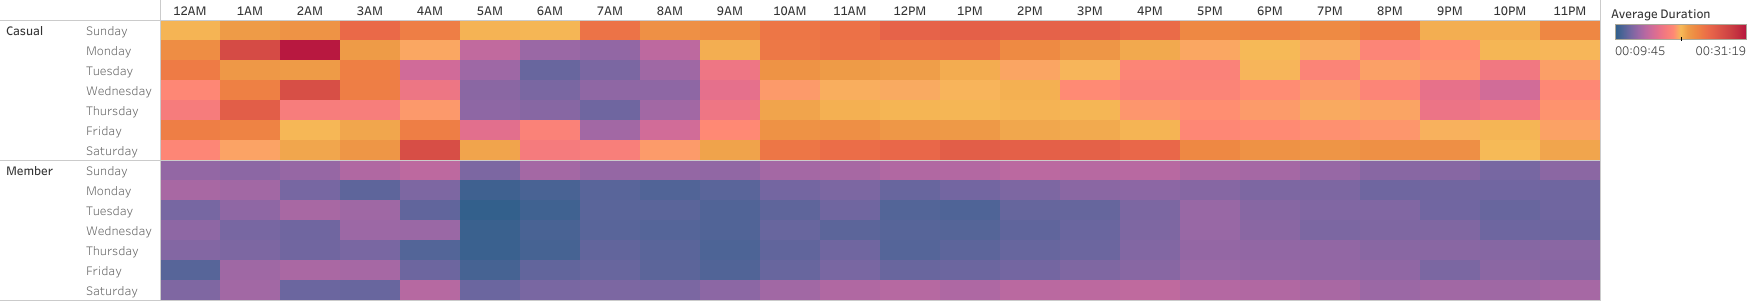 12AM 1AM 2AM 3AM 4AM 5AM 6AM 7AM 8AM 9AM 10AM 11AM 12PM 1PM 2PM 3PM 4PM 5PM 6PM 7PM 8PM 9PM 10PM 11PM
Average Duration
00:09:45 00:31:19
Casual Sunday
Monday
Tuesday
Wednesday
Thursday
Friday
Saturday
Member Sunday
Monday
Tuesday
Wednesday
Thursday
Friday
Saturday